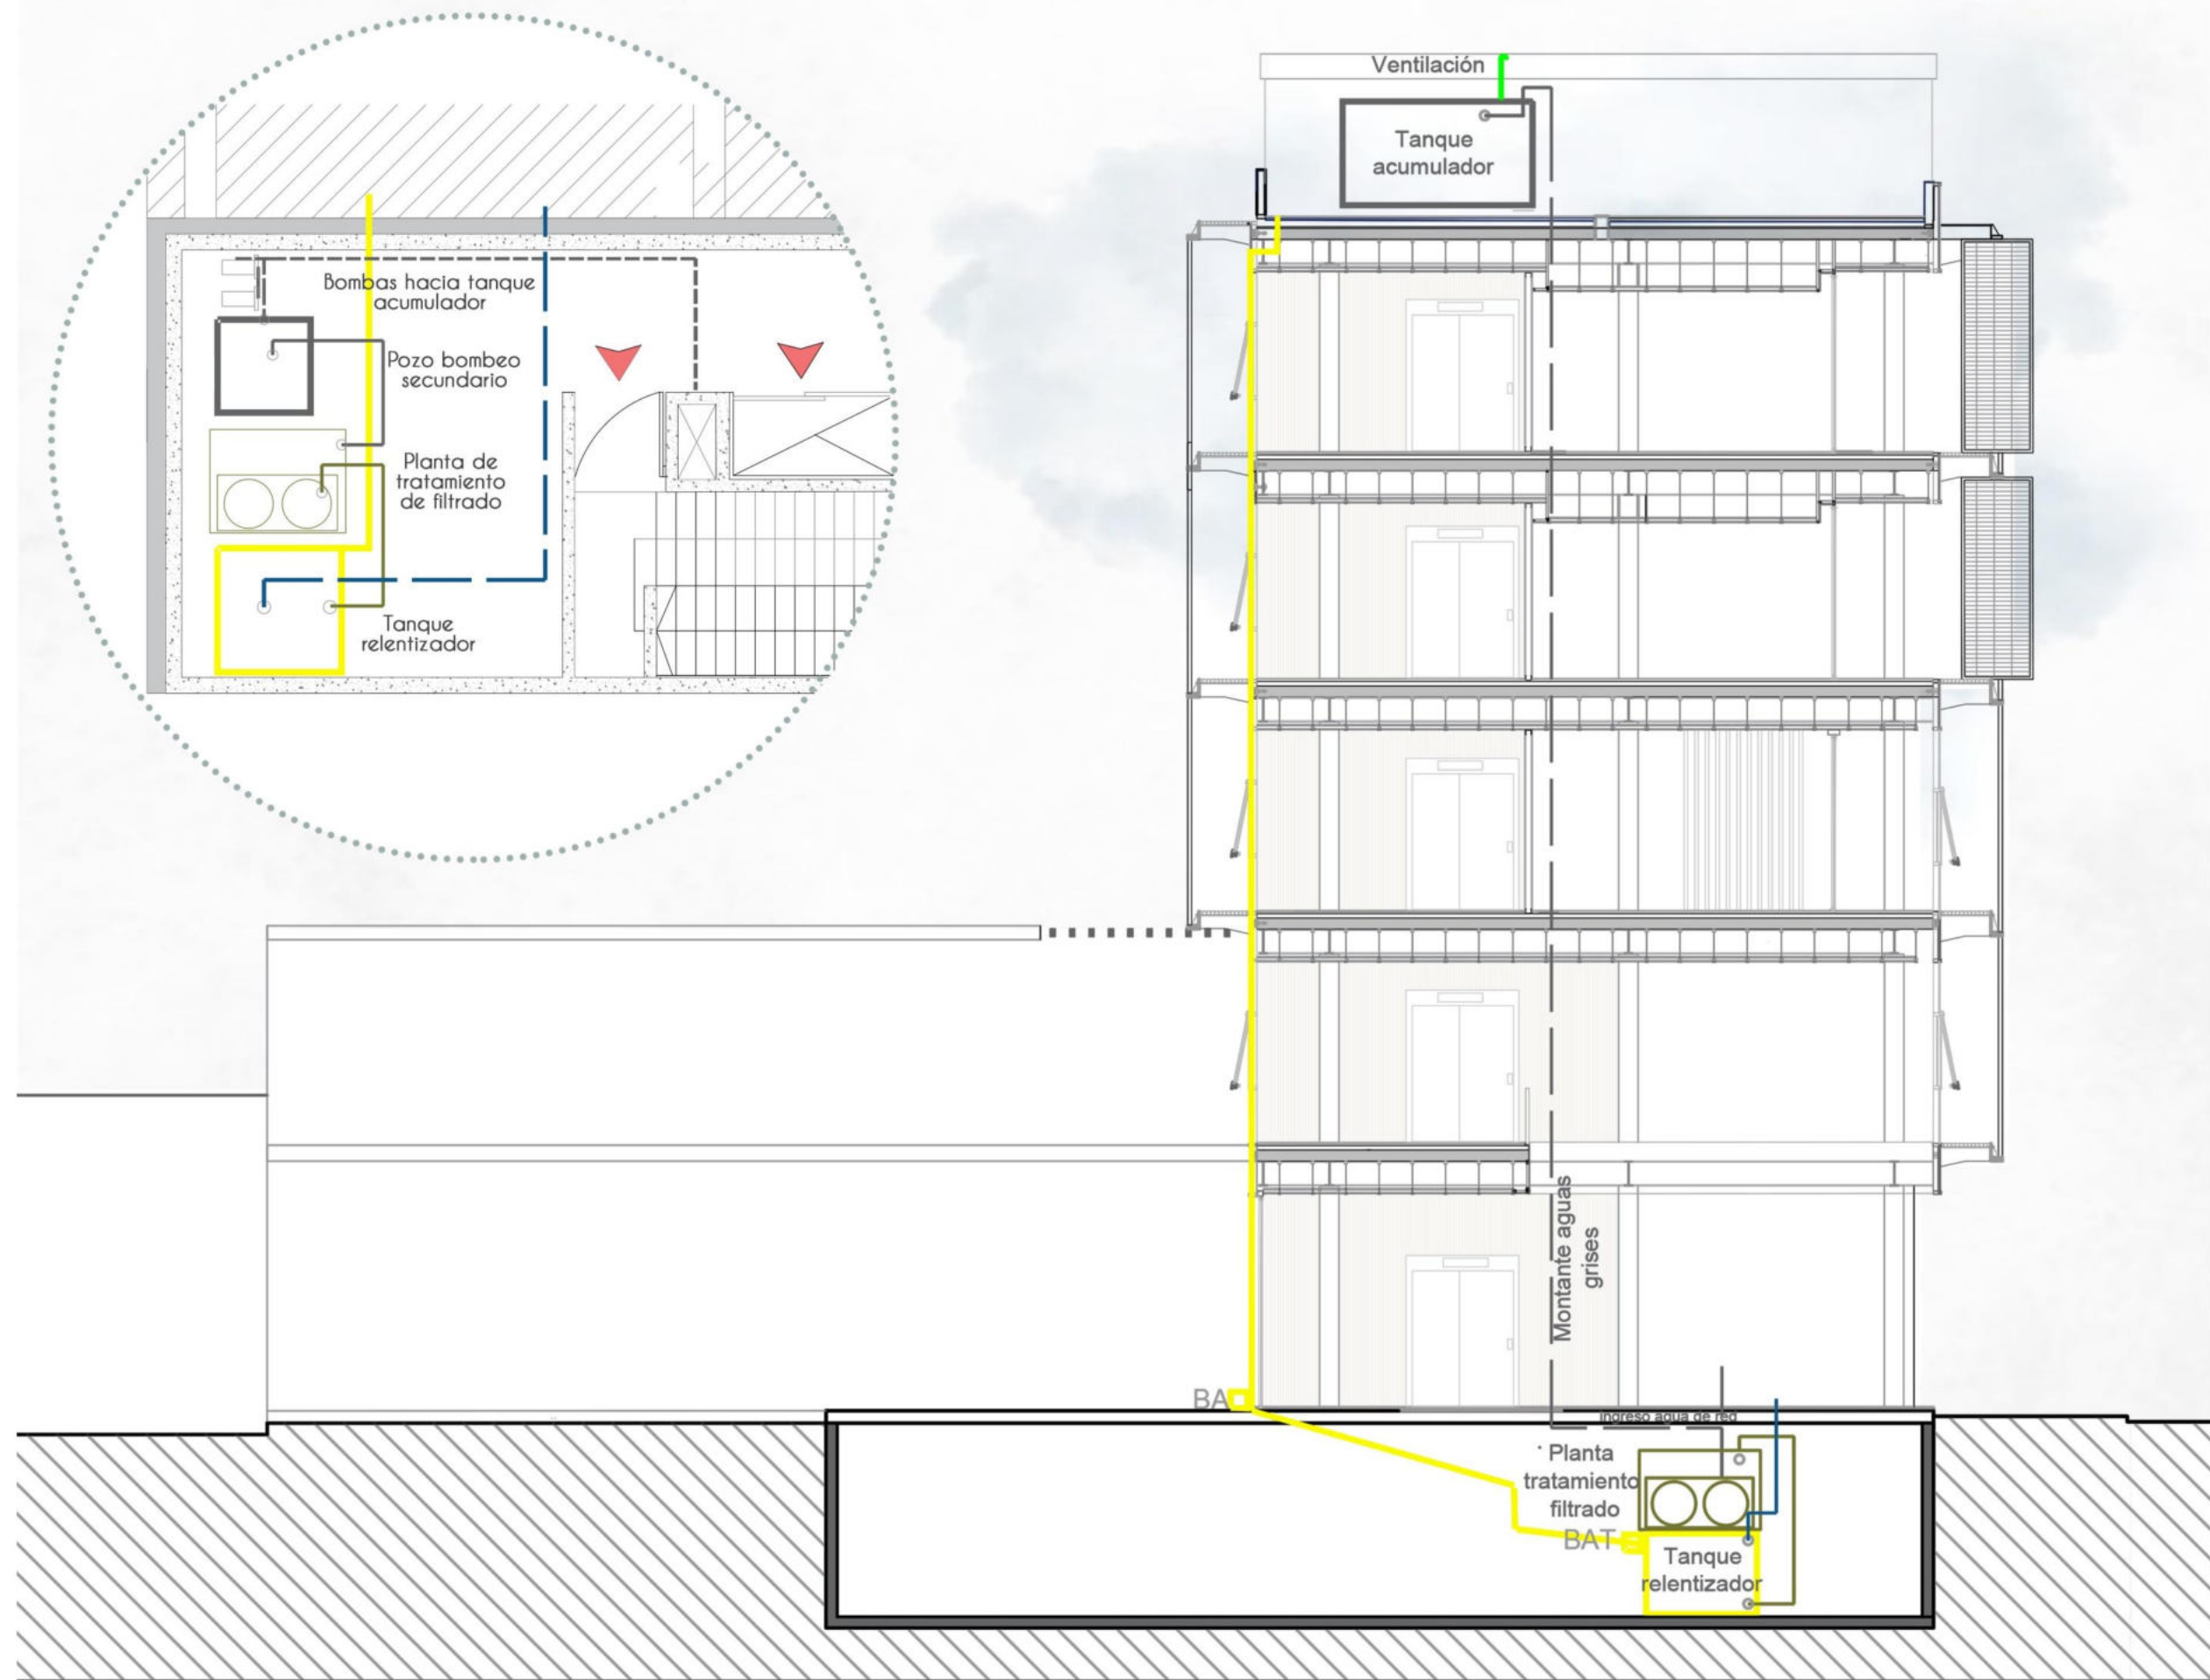 Bombas hacia tanque
acumulador
Pozo bombeo
secundario
Planta de
tratamiento
de filtrado
Tanque
relentizador
Ventilación
Tanque
acumulador
Montante aguas
grises
BA
ingreso agua de red
Planta
tratamiento
filtrado
BAT
Tanque
relentizador